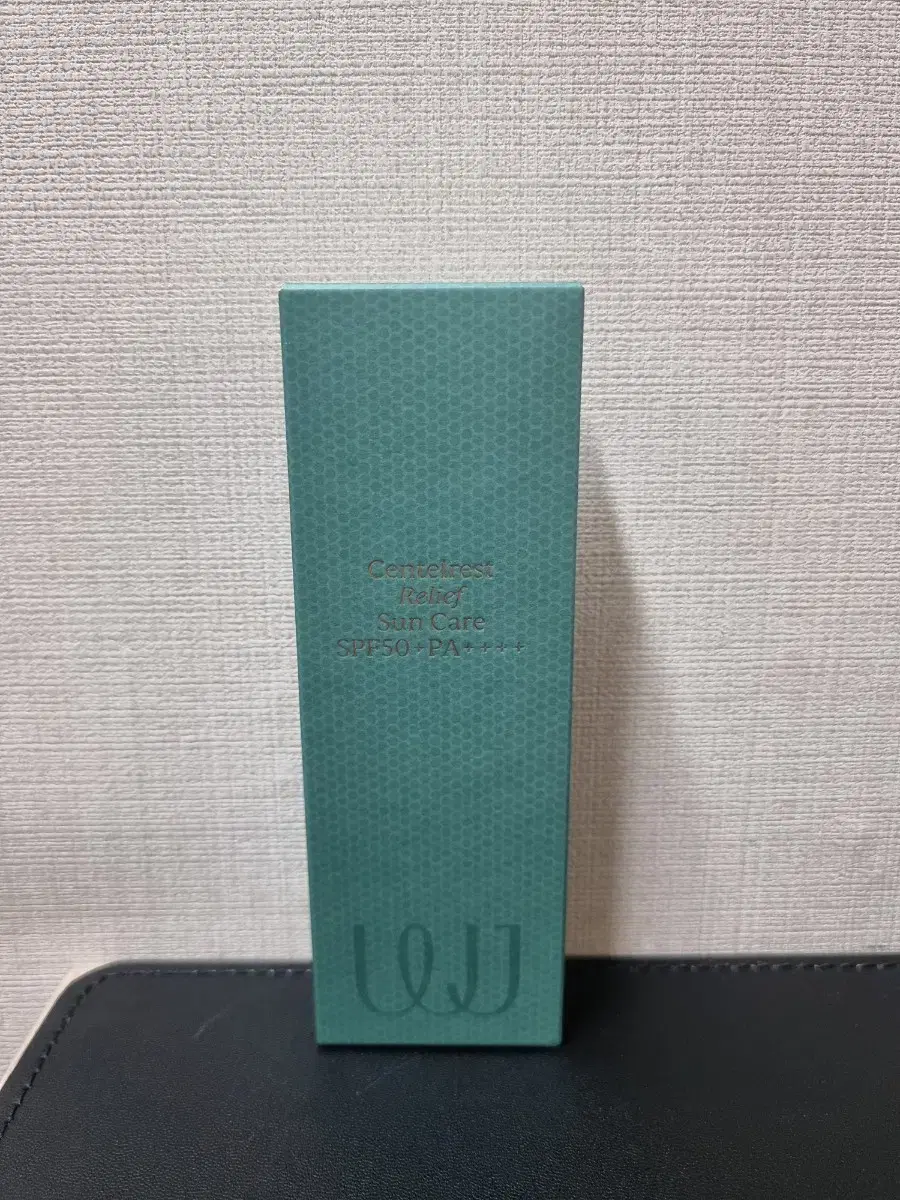 Centelrest
Relief
Sun Care
SPF50+PA++++